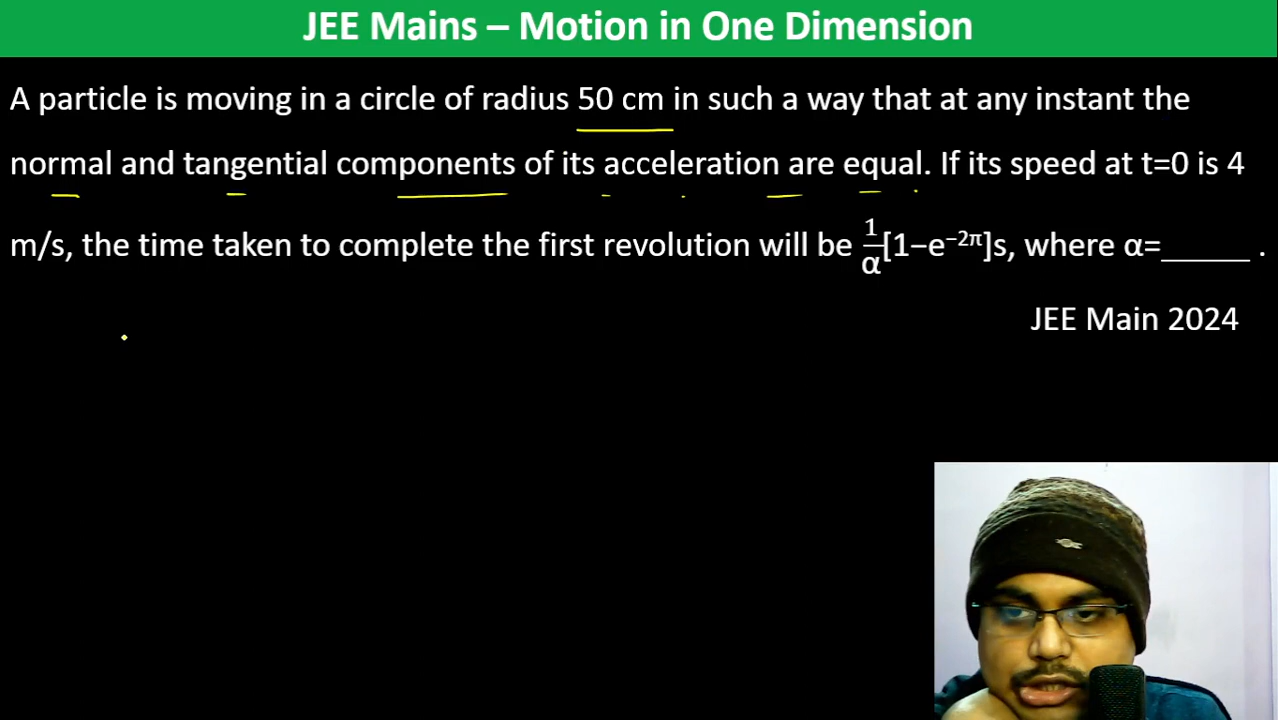 JEE Mains – Motion in One Dimension
A particle is moving in a circle of radius 50 cm in such a way that at any instant the
normal and tangential components of its acceleration are equal. If its speed at t=0 is 4
m/s, the time taken to complete the first revolution will be 1/α[1−e⁻²π]s, where α=_____ .
JEE Main 2024